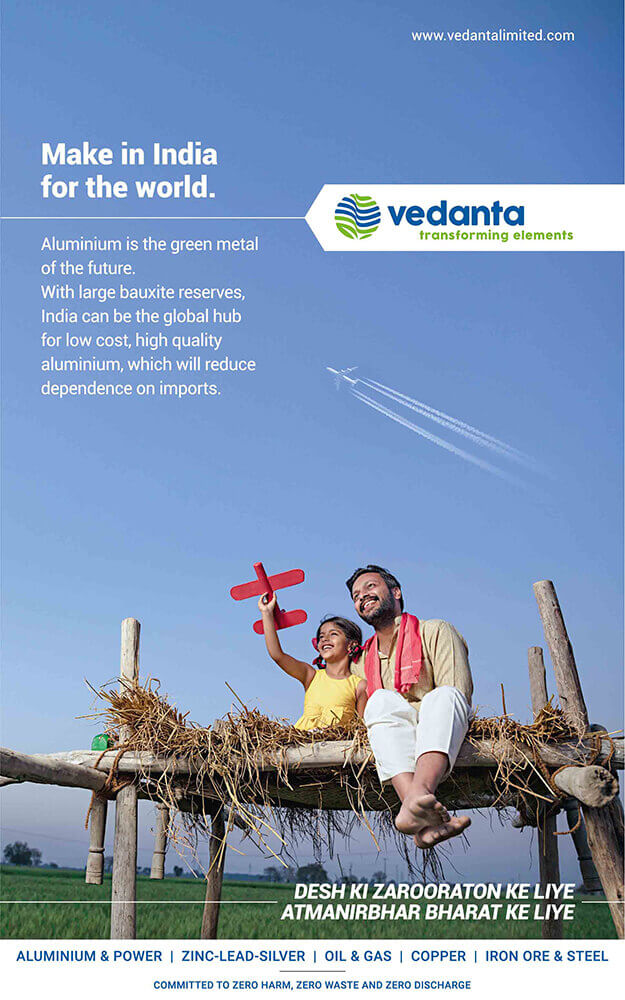 www.vedantalimited.com
Make in India
for the world.
vedanta
transforming elements
Aluminium is the green metal
of the future.
With large bauxite reserves,
India can be the global hub
for low cost, high quality
aluminium, which will reduce
dependence on imports.
DESH KI ZAROORATON KE LIYE
ATMANIRBHAR BHARAT KE LIYE
ALUMINIUM & POWER | ZINC-LEAD-SILVER | OIL & GAS | COPPER | IRON ORE & STEEL
COMMITTED TO ZERO HARM, ZERO WASTE AND ZERO DISCHARGE